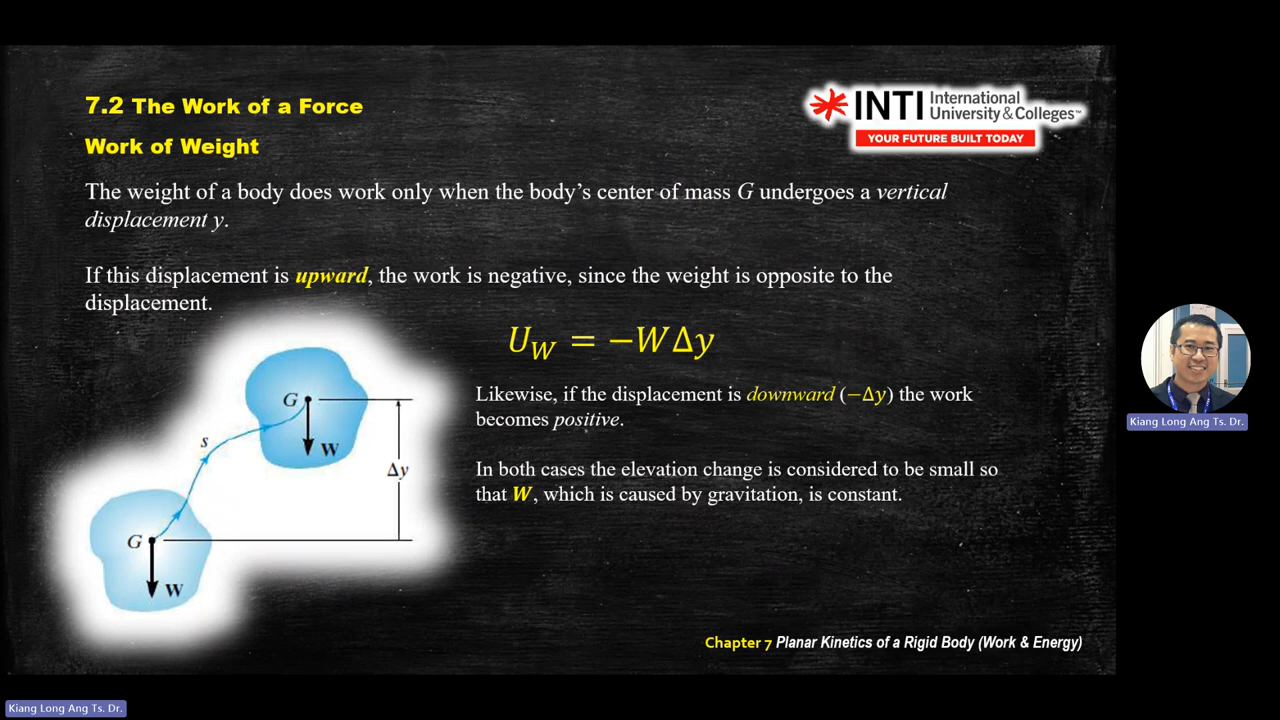 7.2 The Work of a Force
INTI International
University & Colleges™
YOUR FUTURE BUILT TODAY
Work of Weight
The weight of a body does work only when the body’s center of mass G undergoes a vertical
displacement y.
If this displacement is upward, the work is negative, since the weight is opposite to the
displacement.
U_W = −WΔy
Likewise, if the displacement is downward (−Δy) the work
becomes positive.
In both cases the elevation change is considered to be small so
that W, which is caused by gravitation, is constant.
G
W
s
Δy
G
W
Chapter 7 Planar Kinetics of a Rigid Body (Work & Energy)
Kiang Long Ang Ts. Dr.
Kiang Long Ang Ts. Dr.